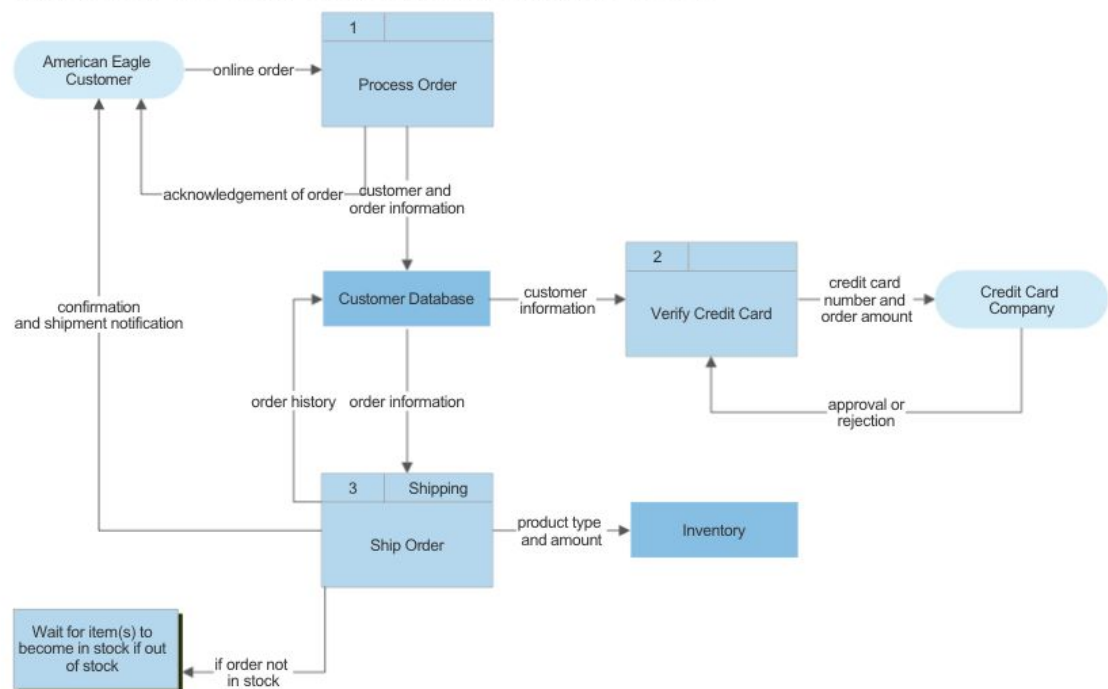 1
American Eagle
Customer
online order
Process Order
acknowledgement of order
customer and
order information
2
Customer Database
customer
information
Verify Credit Card
credit card
number and
order amount
Credit Card
Company
confirmation
and shipment notification
order history
order information
approval or
rejection
3
Shipping
Ship Order
product type
and amount
Inventory
Wait for item(s) to
become in stock if out
of stock
if order not
in stock